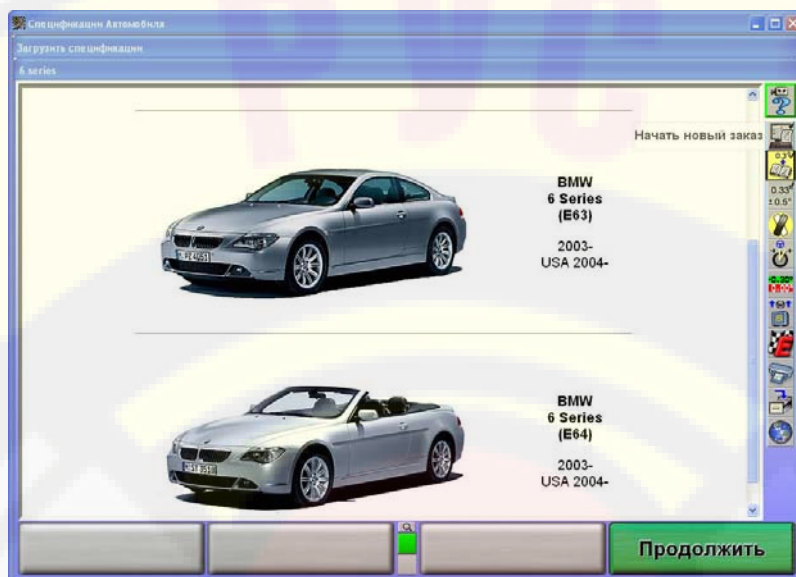 Спецификации Автомобиля
Загрузить спецификации
6 series
Начать новый заказ
BMW
6 Series
(E63)
2003-
USA 2004-
BMW
6 Series
(E64)
2003-
USA 2004-
0.33°
±0.5°
Продолжить